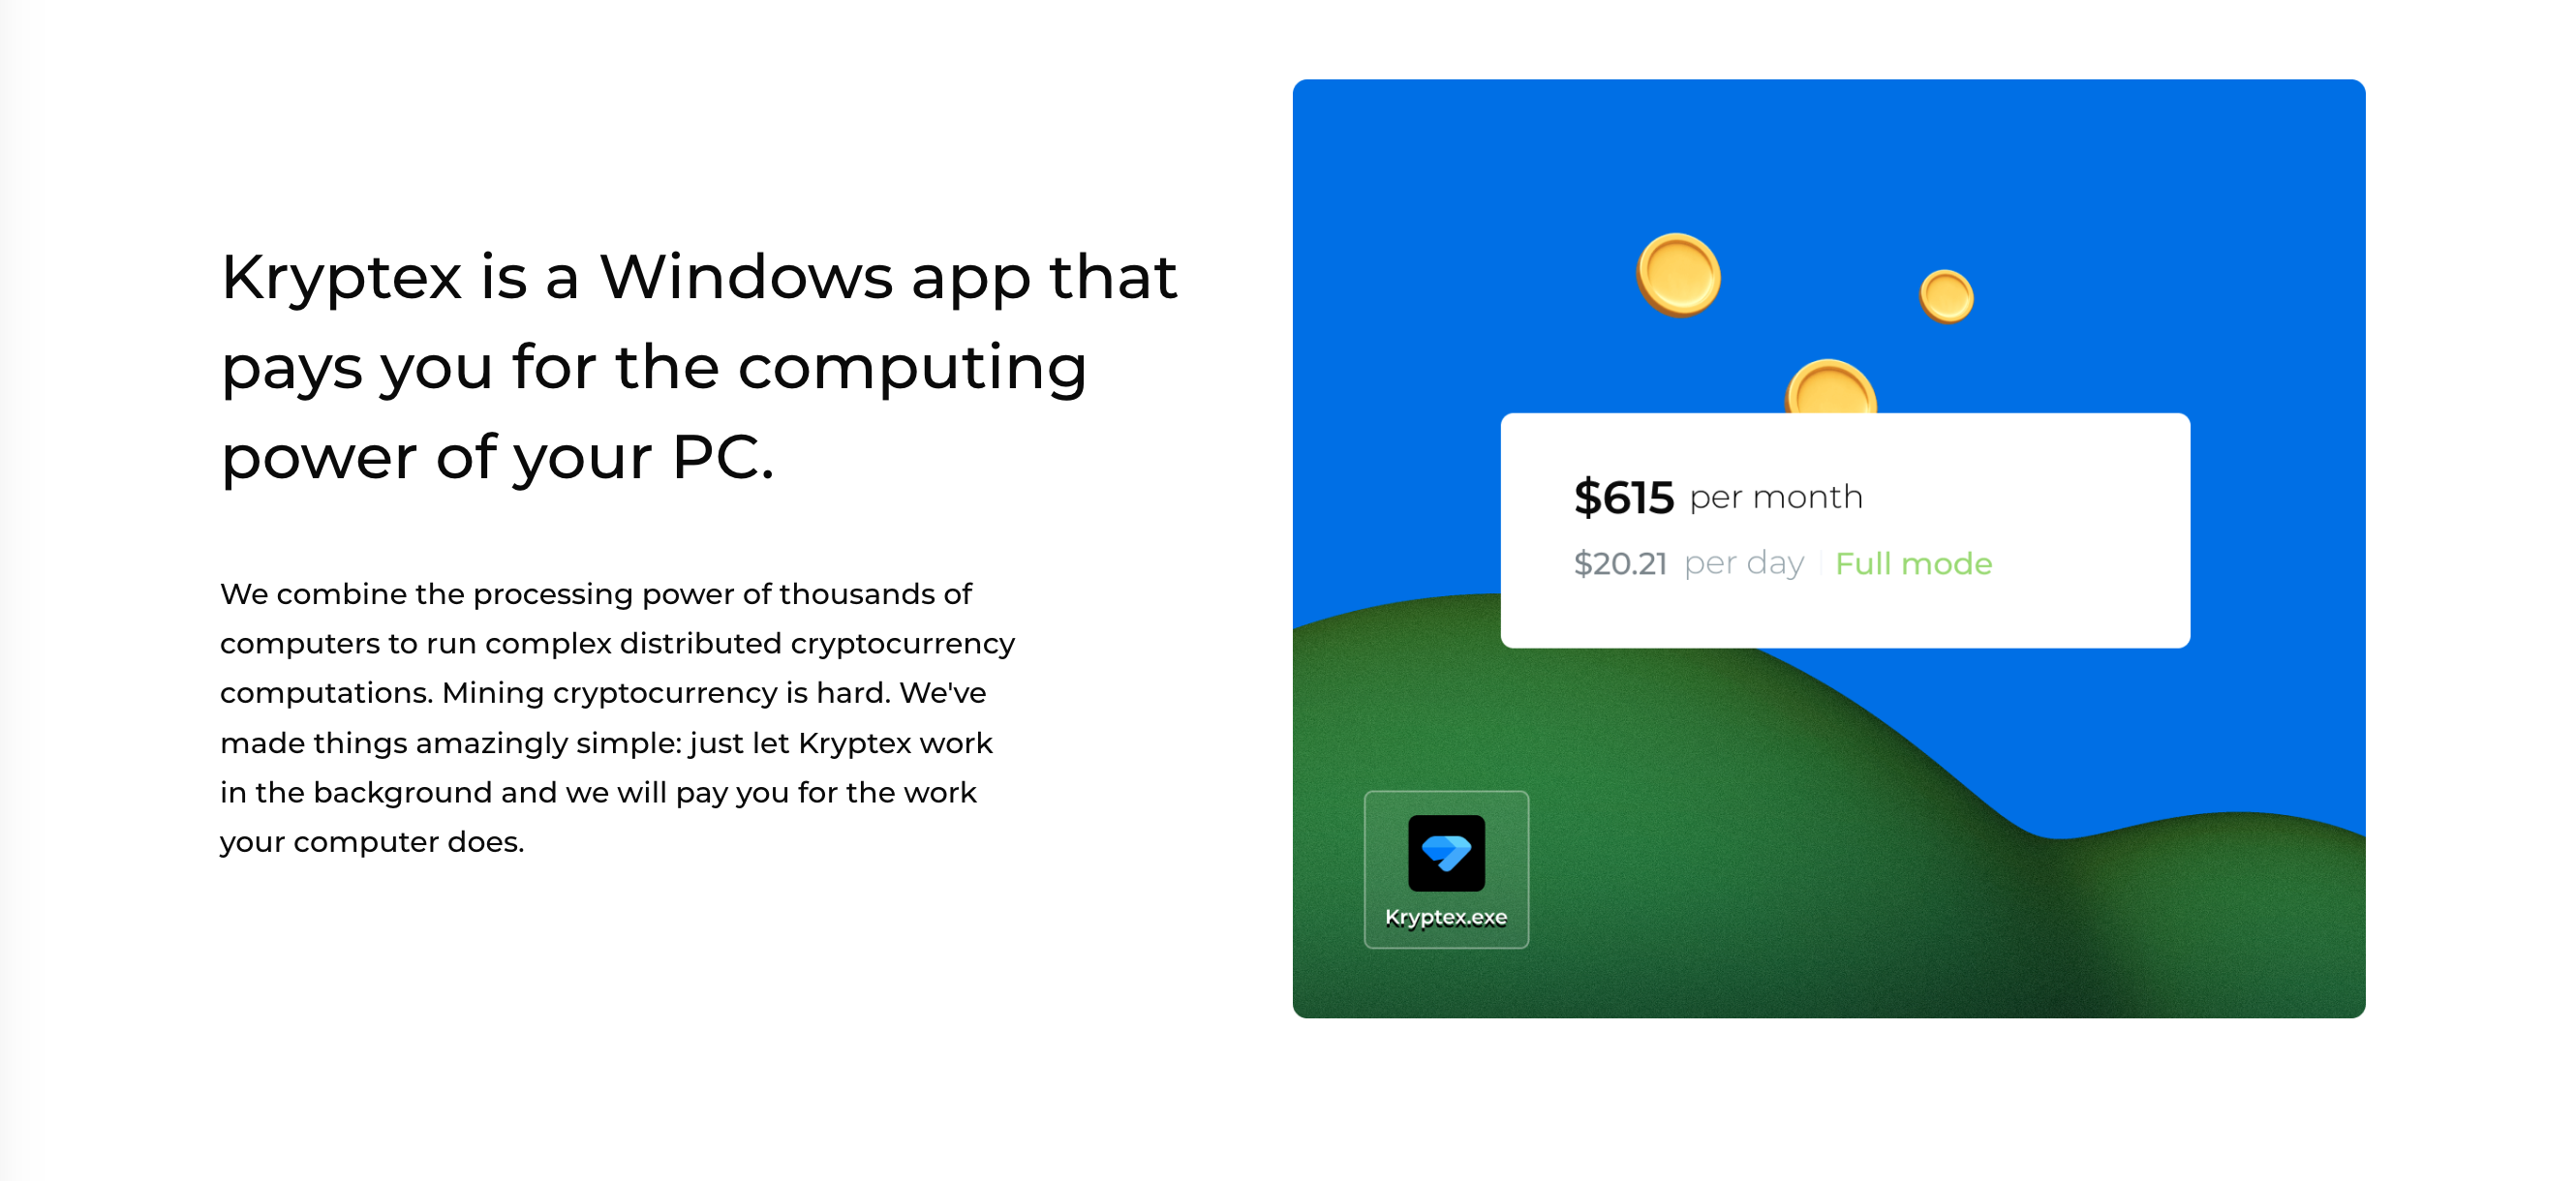 Kryptex is a Windows app that
pays you for the computing
power of your PC.
We combine the processing power of thousands of
computers to run complex distributed cryptocurrency
computations. Mining cryptocurrency is hard. We've
made things amazingly simple: just let Kryptex work
in the background and we will pay you for the work
your computer does.
$615 per month
$20.21 per day | Full mode
Kryptex.exe